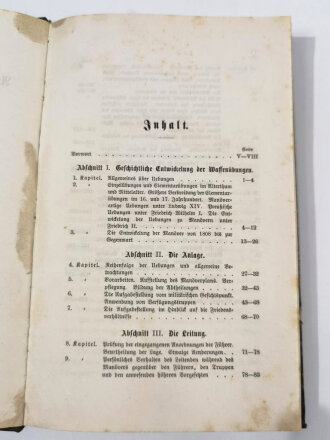 Inhalt.
Seite
Vorwort V—VIII
Abschnitt I. Geschichtliche Entwickelung der Waffenübungen.
1. Kapitel. Allgemeines über Uebungen 1—4
2. „ Einzelübungen und Elementarübungen im Alterthum
und Mittelalter. Größere Verbreitung der Elementar-
übungen im 16. und 17. Jahrhundert. Manöver-
artige Uebungen unter Ludwig XIV. Preußische
Uebungen unter Friedrich Wilhelm I. Die Ent-
wickelung der Uebungen zu Manövern unter
Friedrich II. 4—12
3. „ Die Entwickelung der Manöver von 1808 bis zur
Gegenwart 13—26
Abschnitt II. Die Anlage.
4. Kapitel. Reihenfolge der Uebungen und allgemeine Be-
trachtungen 27—32
5. „ Vorarbeiten. Aufstellung des Manöverplans. Ver-
pflegung. Bildung der Abtheilungen 32—45
6. „ Die Aufgabestellung vom militärischen Gesichtspunkt.
Anwendung von Verfügungstruppen 45—68
7. „ Die Aufgabestellung im Hinblick auf die Friedens-
verhältnisse 68—70
Abschnitt III. Die Leitung.
8. Kapitel. Prüfung der eingegangenen Anordnungen der Führer.
Beurtheilung der Lage. Etwaige Aenderungen 71—78
9. „ Persönliches Verhalten des Leitenden während des
Manövers gegenüber den Führern, den Truppen
und den anwesenden höheren Vorgesetzten 78—85